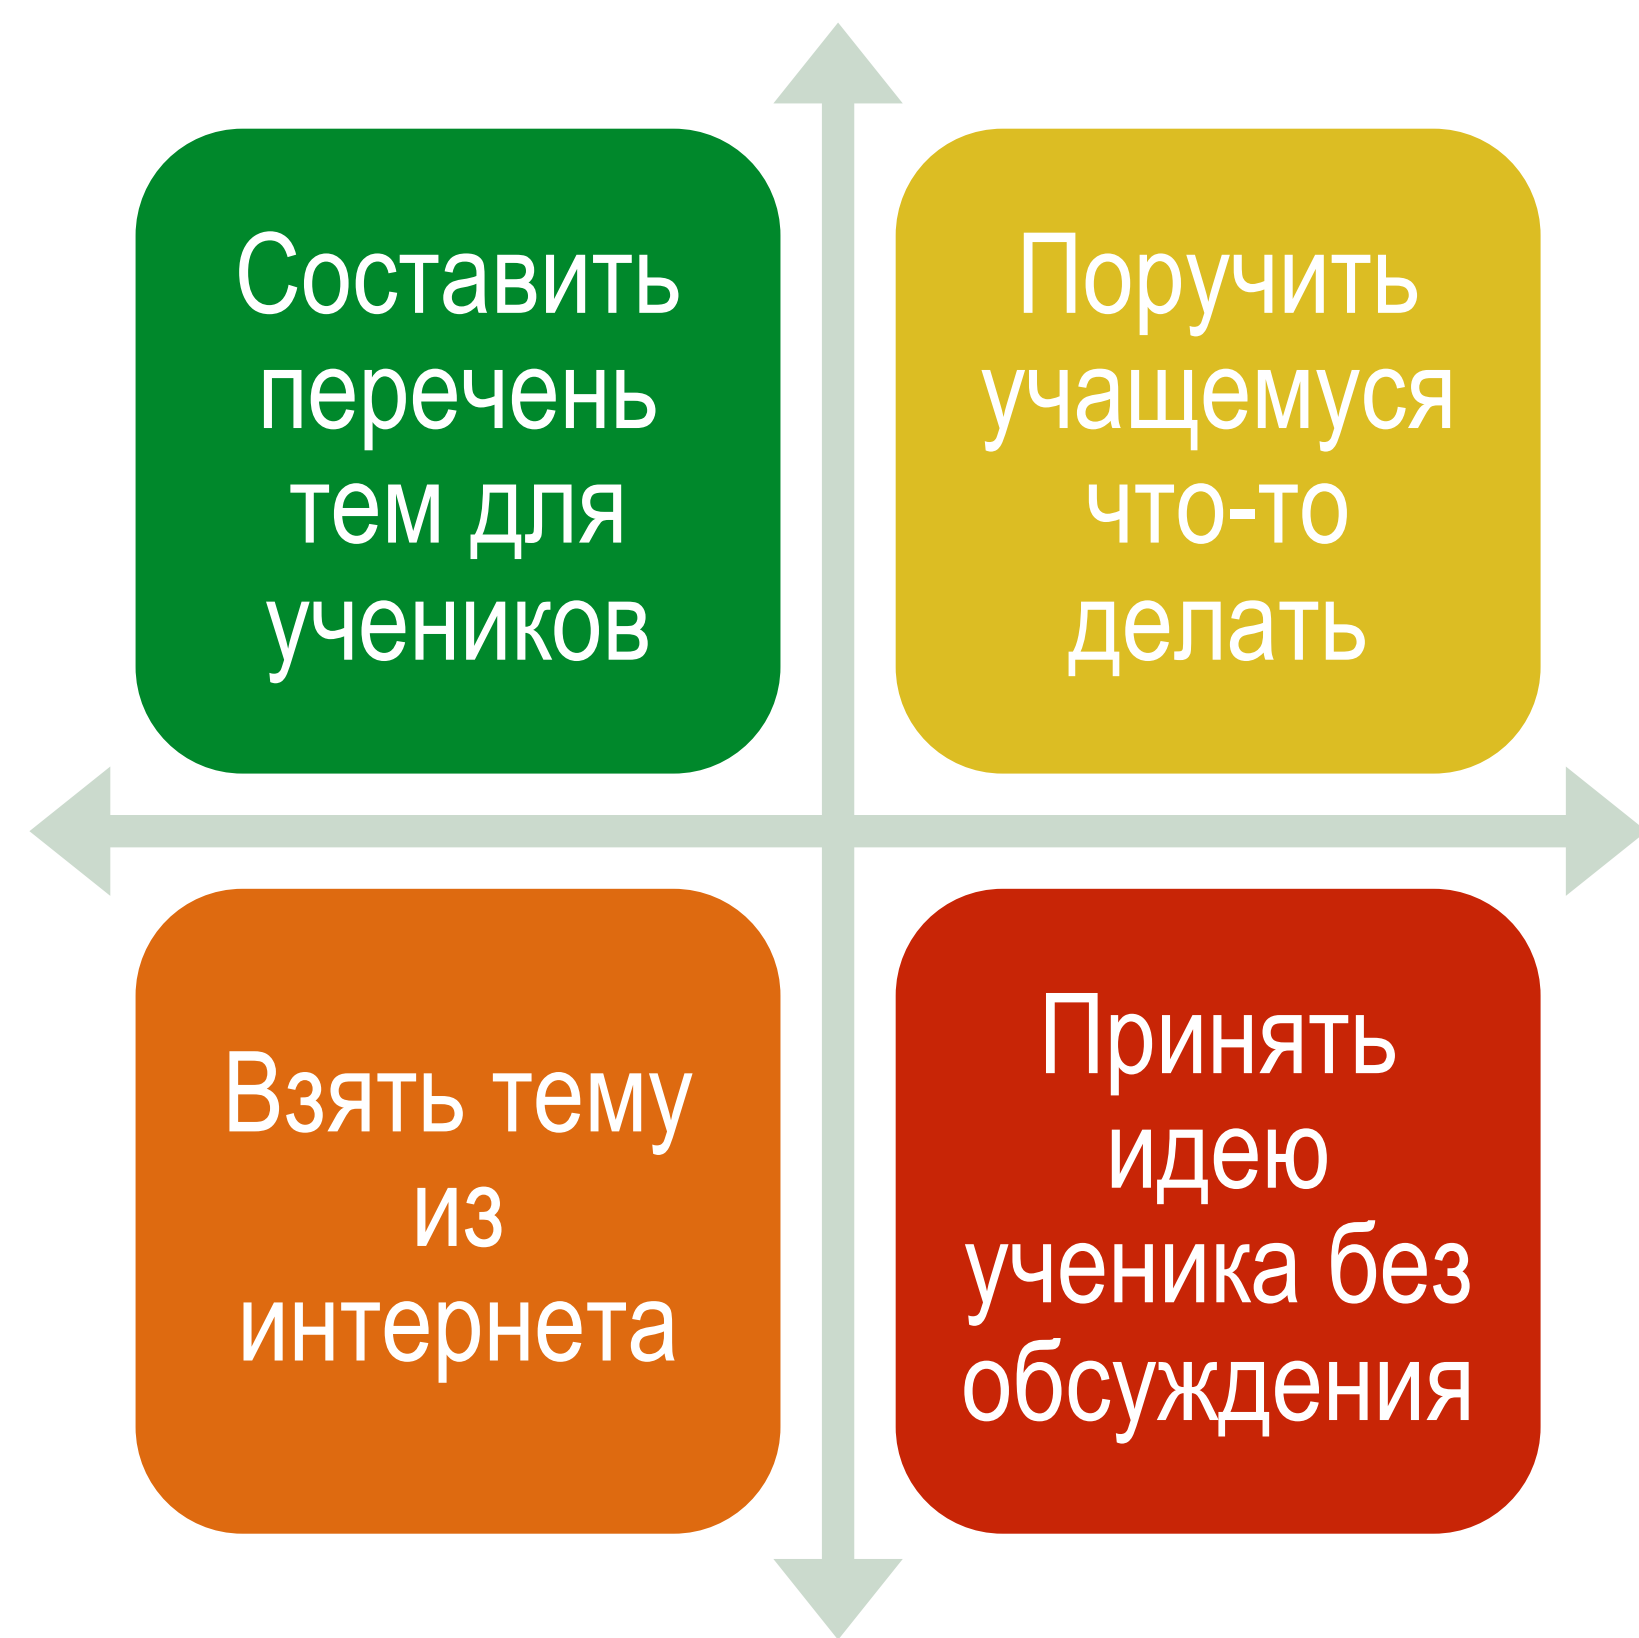 Составить
перечень
тем для
учеников
Поручить
учащемуся
что-то
делать
Взять тему
из
интернета
Принять
идею
ученика без
обсуждения